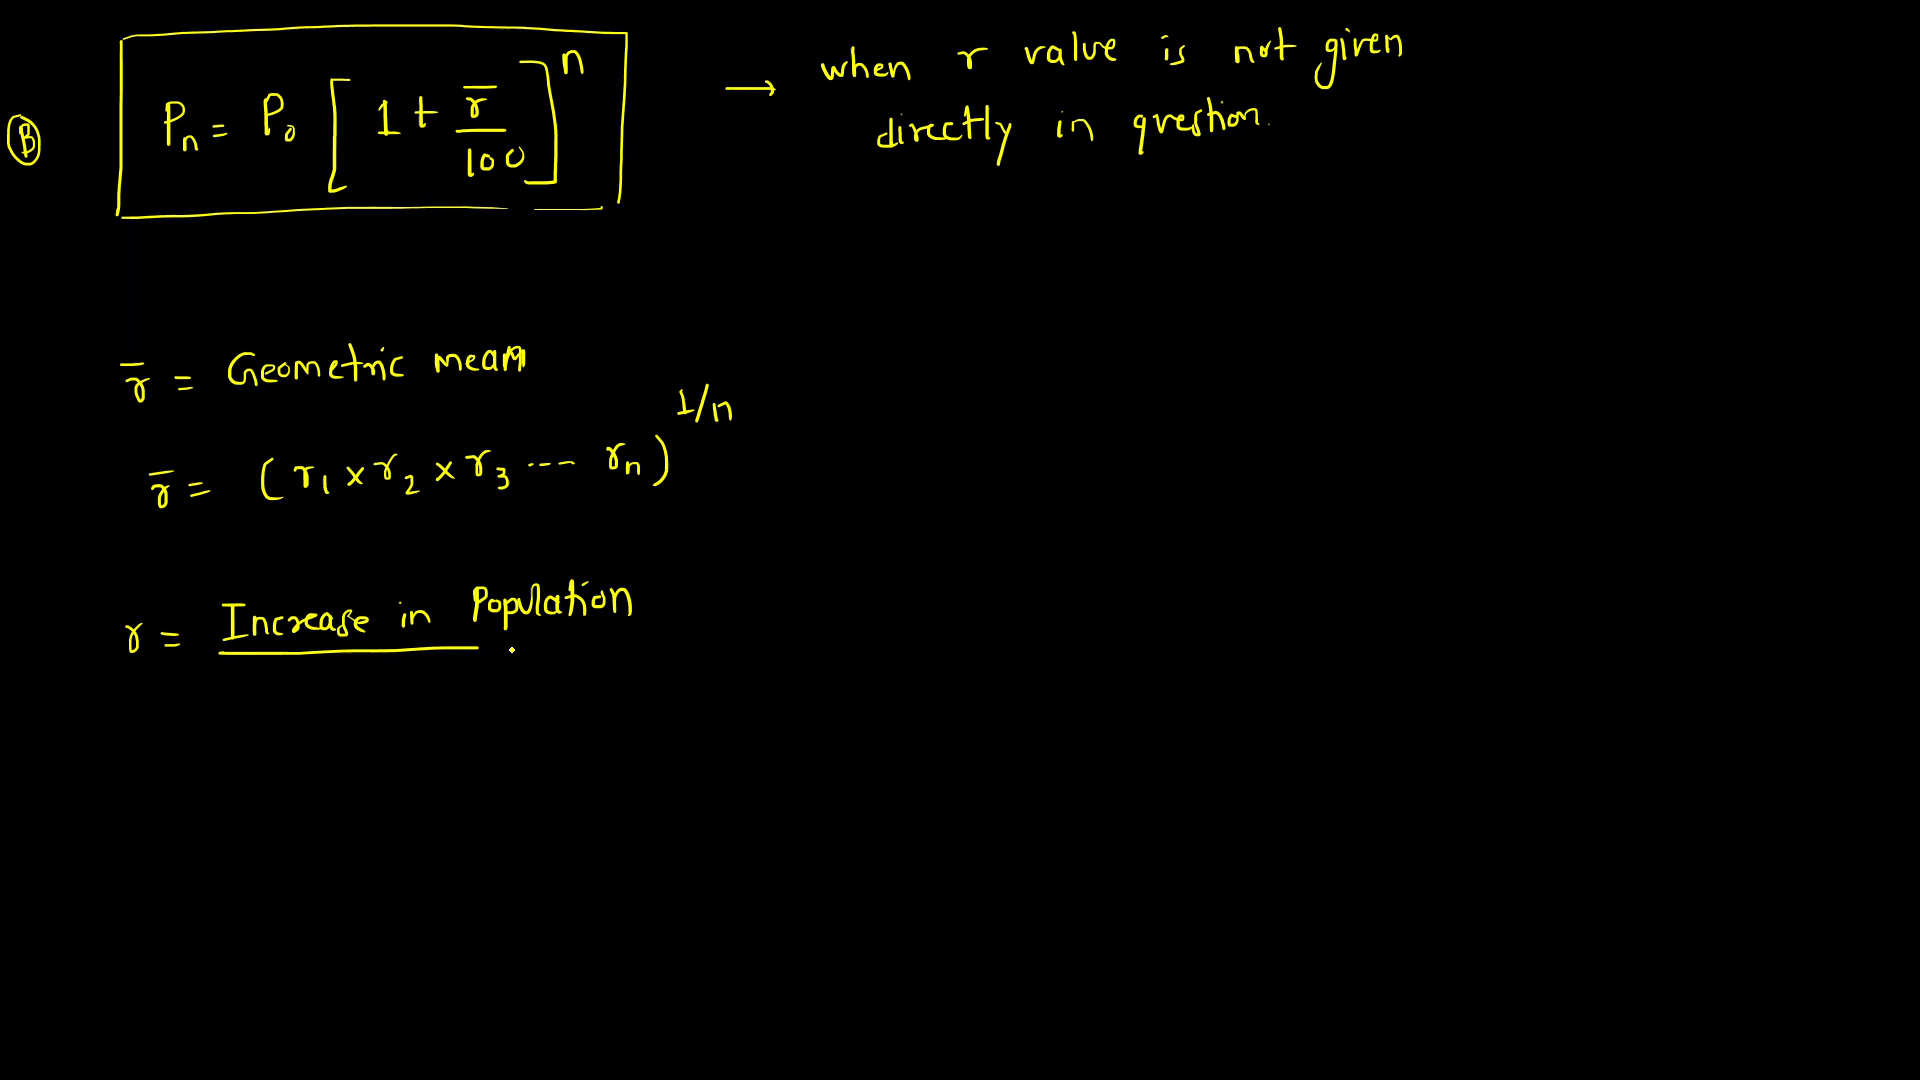 Ⓑ Pₙ = P₀ [ 1 + r̄/100 ]ⁿ → when r value is not given
directly in question.
r̄ = Geometric mean
r̄ = (r₁ × r₂ × r₃ --- rₙ)^1/n
r = Increase in Population